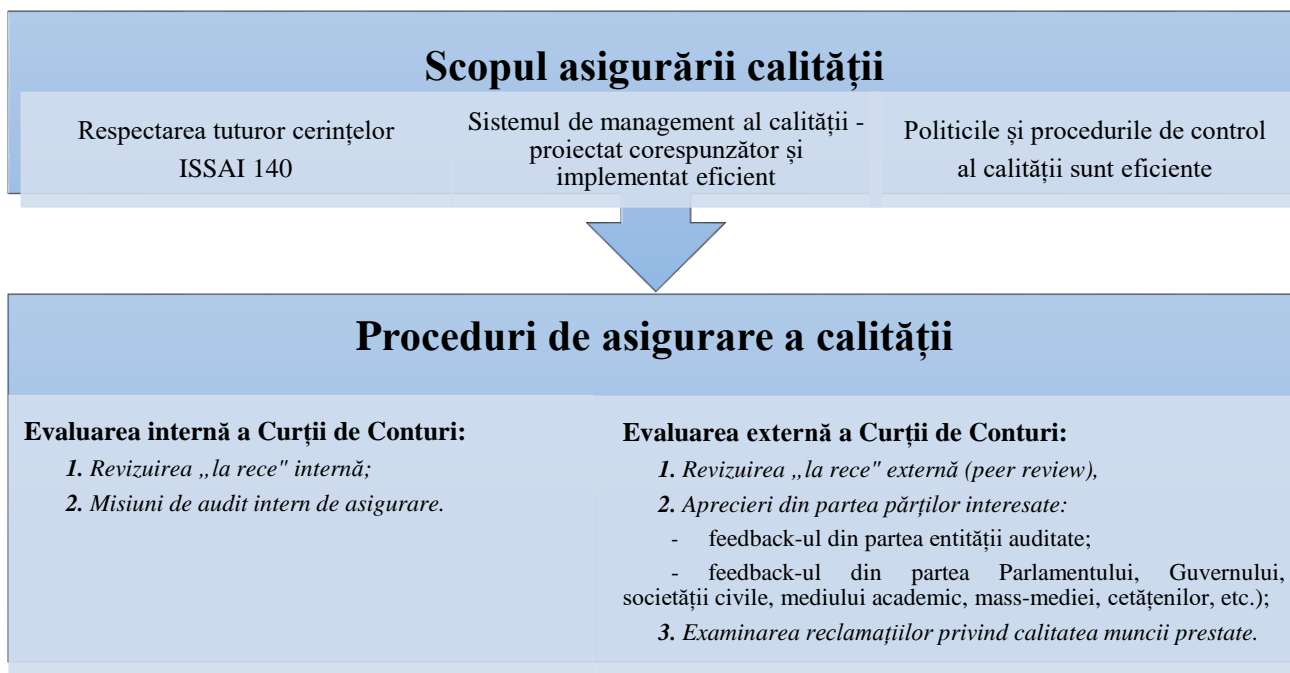 Scopul asigurării calității
Respectarea tuturor cerințelor
ISSAI 140
Sistemul de management al calității -
proiectat corespunzător și
implementat eficient
Politicile și procedurile de control
al calității sunt eficiente
Proceduri de asigurare a calității
Evaluarea internă a Curții de Conturi:
1. Revizuirea „la rece" internă;
2. Misiuni de audit intern de asigurare.
Evaluarea externă a Curții de Conturi:
1. Revizuirea „la rece" externă (peer review),
2. Aprecieri din partea părților interesate:
- feedback-ul din partea entității auditate;
- feedback-ul din partea Parlamentului, Guvernului,
societății civile, mediului academic, mass-mediei, cetățenilor, etc.);
3. Examinarea reclamațiilor privind calitatea muncii prestate.